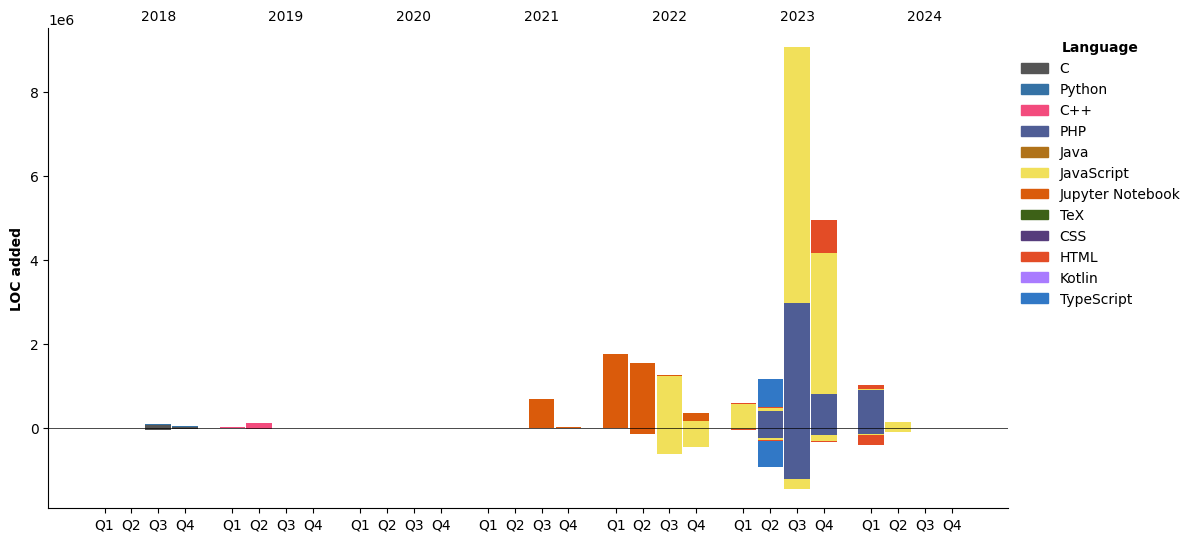 1e6
2018 2019 2020 2021 2022 2023 2024
Language
C
Python
C++
PHP
Java
JavaScript
Jupyter Notebook
TeX
CSS
HTML
Kotlin
TypeScript
LOC added
8
6
4
2
0
Q1 Q2 Q3 Q4 Q1 Q2 Q3 Q4 Q1 Q2 Q3 Q4 Q1 Q2 Q3 Q4 Q1 Q2 Q3 Q4 Q1 Q2 Q3 Q4 Q1 Q2 Q3 Q4